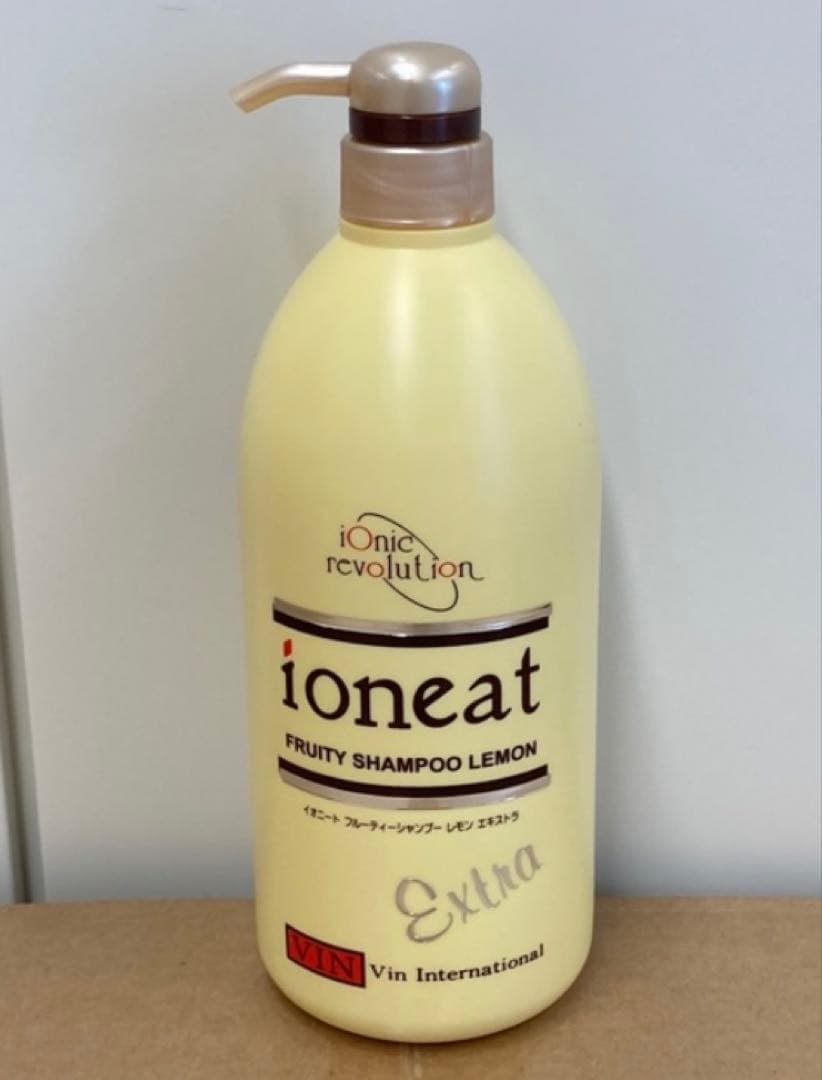 iOnic
revolution
ioneat
FRUITY SHAMPOO LEMON
イオニート フルーティーシャンプー レモン エキストラ
Extra
VIN Vin International